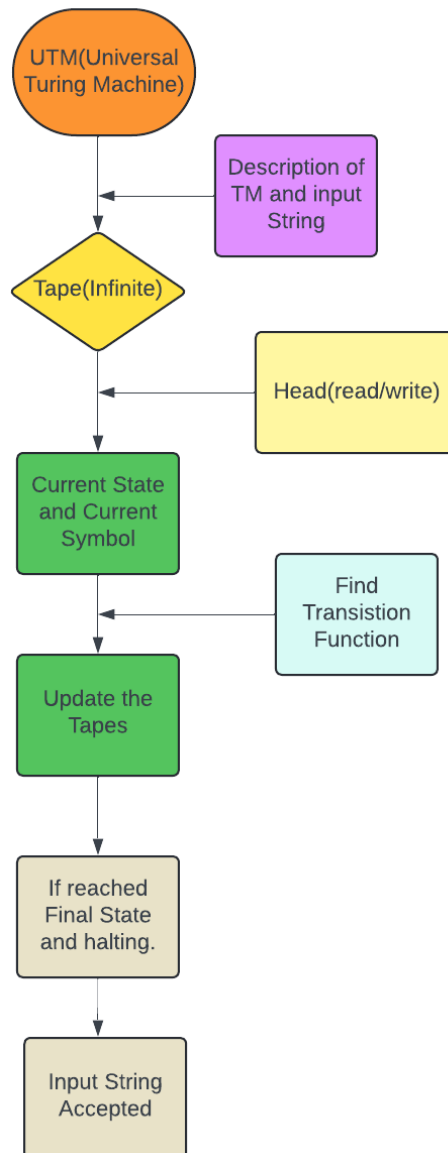 UTM(Universal
Turing Machine)
Description of
TM and input
String
Tape(Infinite)
Head(read/write)
Current State
and Current
Symbol
Find
Transistion
Function
Update the
Tapes
If reached
Final State
and halting.
Input String
Accepted